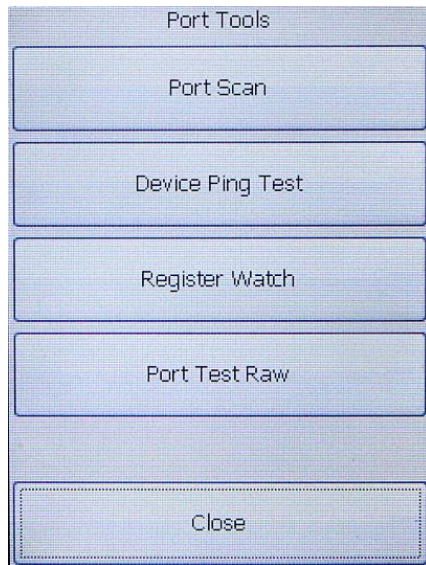 Port Tools
Port Scan
Device Ping Test
Register Watch
Port Test Raw
Close